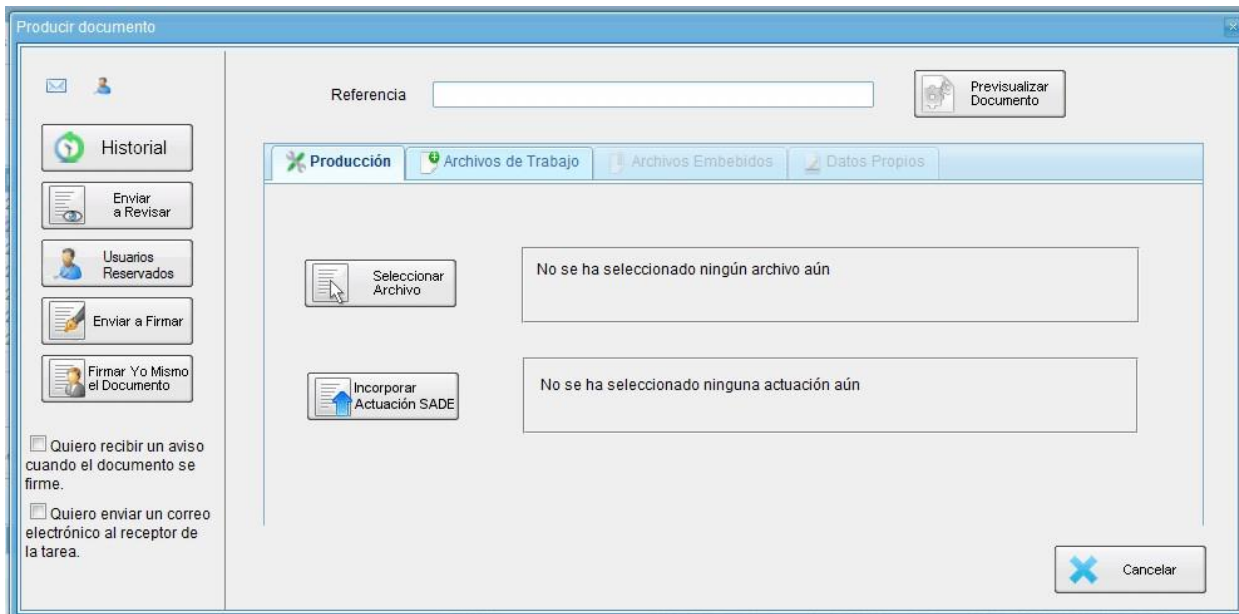 Producir documento
Referencia
Previsualizar
Documento
Historial
Enviar
a Revisar
Usuarios
Reservados
Enviar a Firmar
Firmar Yo Mismo
el Documento
Quiero recibir un aviso
cuando el documento se
firme.
Quiero enviar un correo
electrónico al receptor de
la tarea.
Producción
Archivos de Trabajo
Archivos Embebidos
Datos Propios
Seleccionar
Archivo
No se ha seleccionado ningún archivo aún
Incorporar
Actuación SADE
No se ha seleccionado ninguna actuación aún
Cancelar